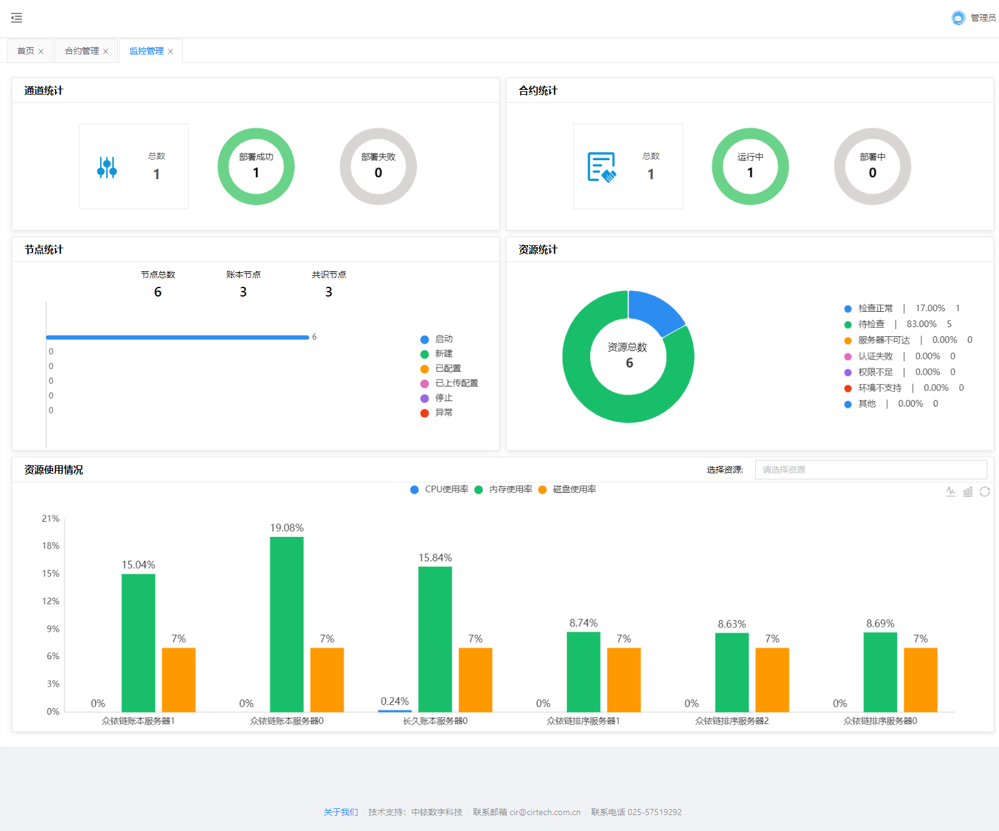 管理员
首页 合约管理 监控管理
通道统计
总数
1
部署成功
1
部署失败
0
合约统计
总数
1
运行中
1
部署中
0
节点统计
节点总数 账本节点 共识节点
6 3 3
6
0
0
0
0
0
启动
新建
已配置
已上传配置
停止
异常
资源统计
资源总数
6
检查正常 | 17.00% 1
待检查 | 83.00% 5
服务器不可达 | 0.00% 0
认证失败 | 0.00% 0
权限不足 | 0.00% 0
环境不支持 | 0.00% 0
其他 | 0.00% 0
资源使用情况
选择资源: 请选择资源
CPU使用率 内存使用率 磁盘使用率
21%
18%
15%
12%
9%
6%
3%
0%
0% 15.04% 7%
0% 19.08% 7%
0.24% 15.84% 7%
0% 8.74% 7%
0% 8.63% 7%
0% 8.69% 7%
众铱链账本服务器1 众铱链账本服务器0 长久账本服务器0 众铱链排序服务器1 众铱链排序服务器2 众铱链排序服务器0
关于我们 技术支持：中铱数字科技 联系邮箱 cir@cirtech.com.cn 联系电话 025-57519292